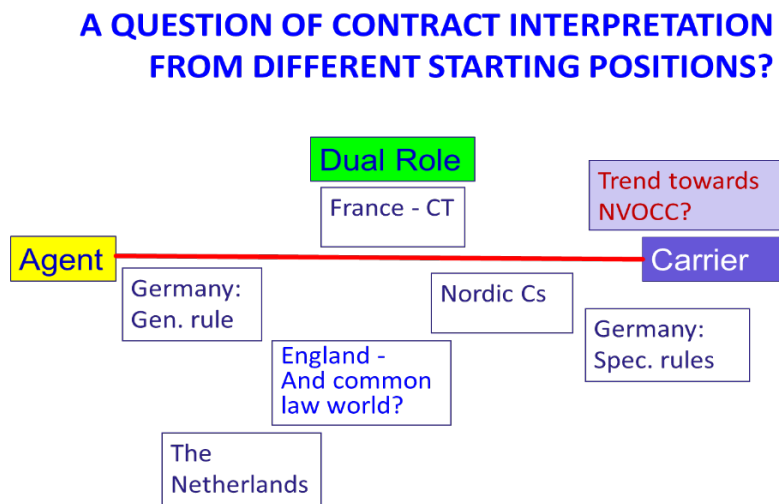 A QUESTION OF CONTRACT INTERPRETATION
FROM DIFFERENT STARTING POSITIONS?
Dual Role
France - CT
Trend towards
NVOCC?
Agent
Carrier
Germany:
Gen. rule
Nordic Cs
Germany:
Spec. rules
England -
And common
law world?
The
Netherlands